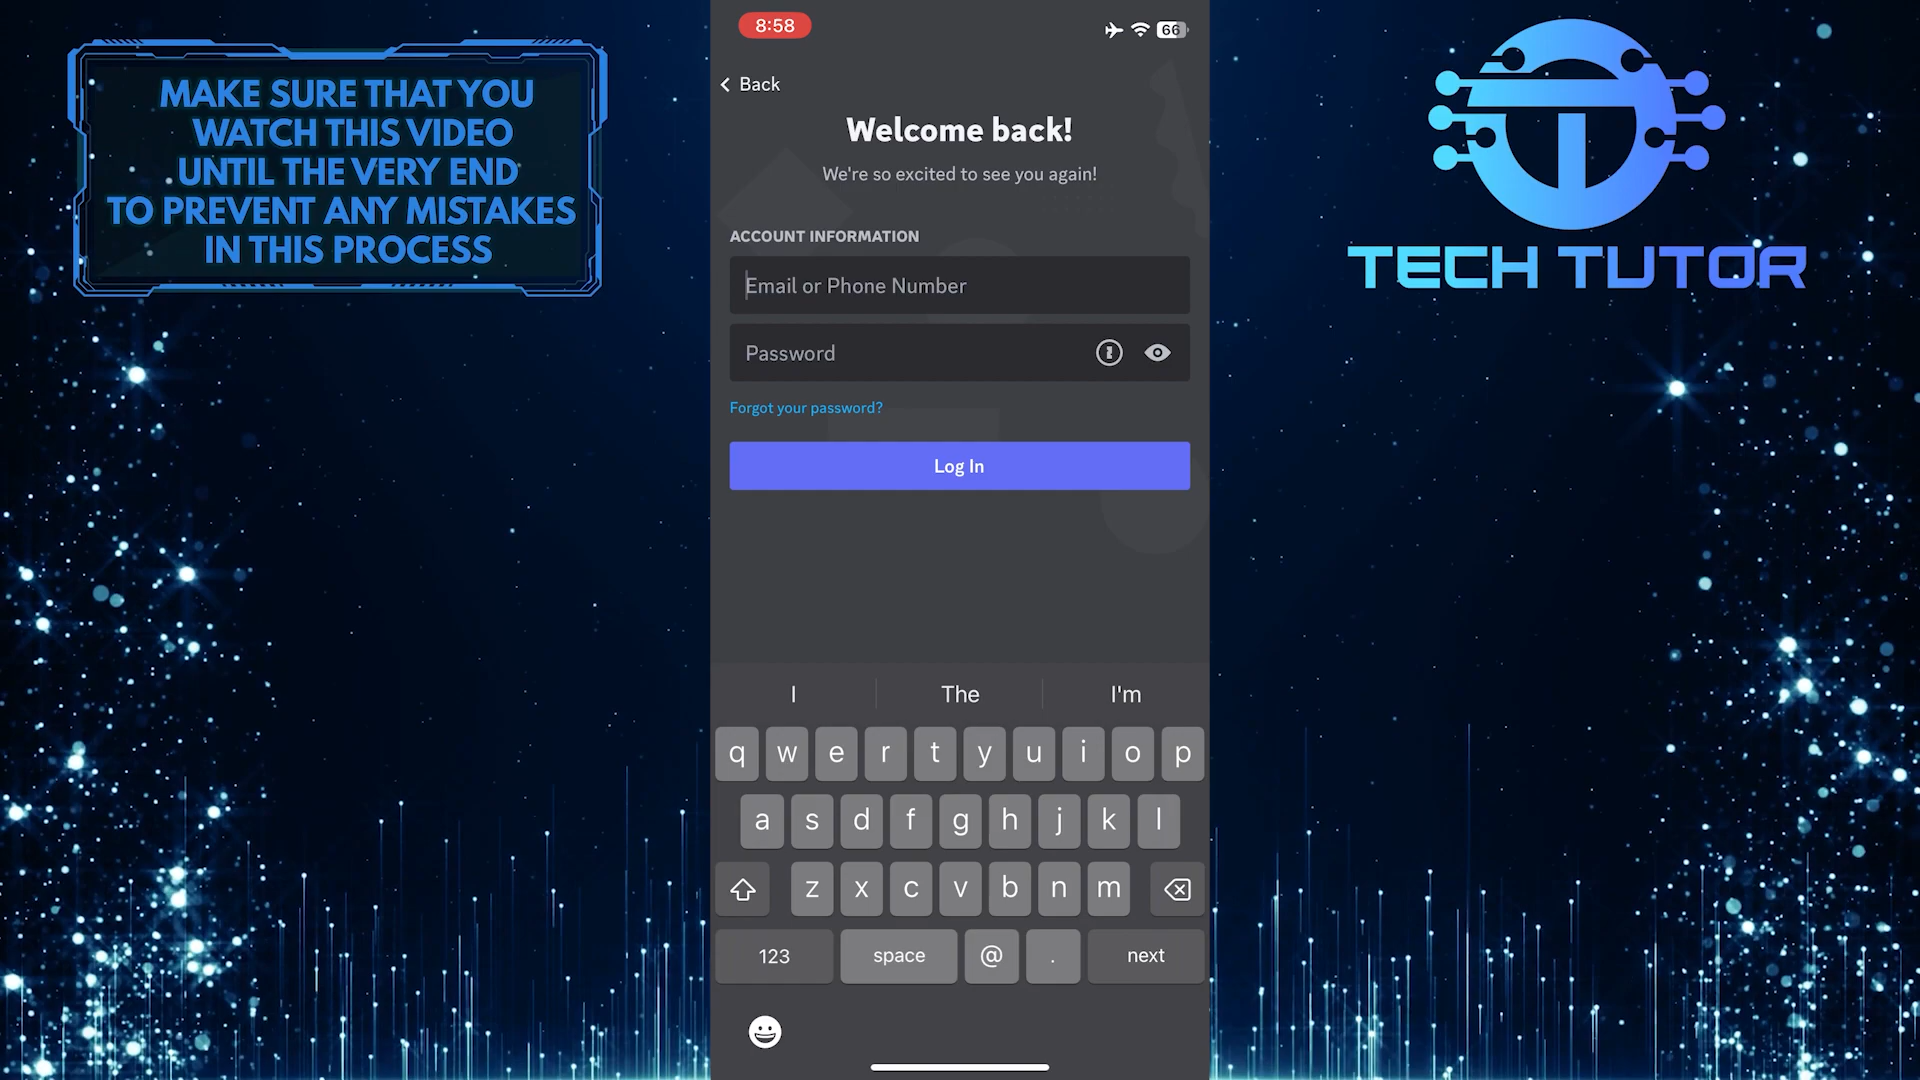 MAKE SURE THAT YOU
WATCH THIS VIDEO
UNTIL THE VERY END
TO PREVENT ANY MISTAKES
IN THIS PROCESS
8:58
66
Back
Welcome back!
We're so excited to see you again!
ACCOUNT INFORMATION
Email or Phone Number
Password
Forgot your password?
Log In
I The I'm
q w e r t y u i o p
a s d f g h j k l
z x c v b n m
123 space @ . next
TECH TUTOR